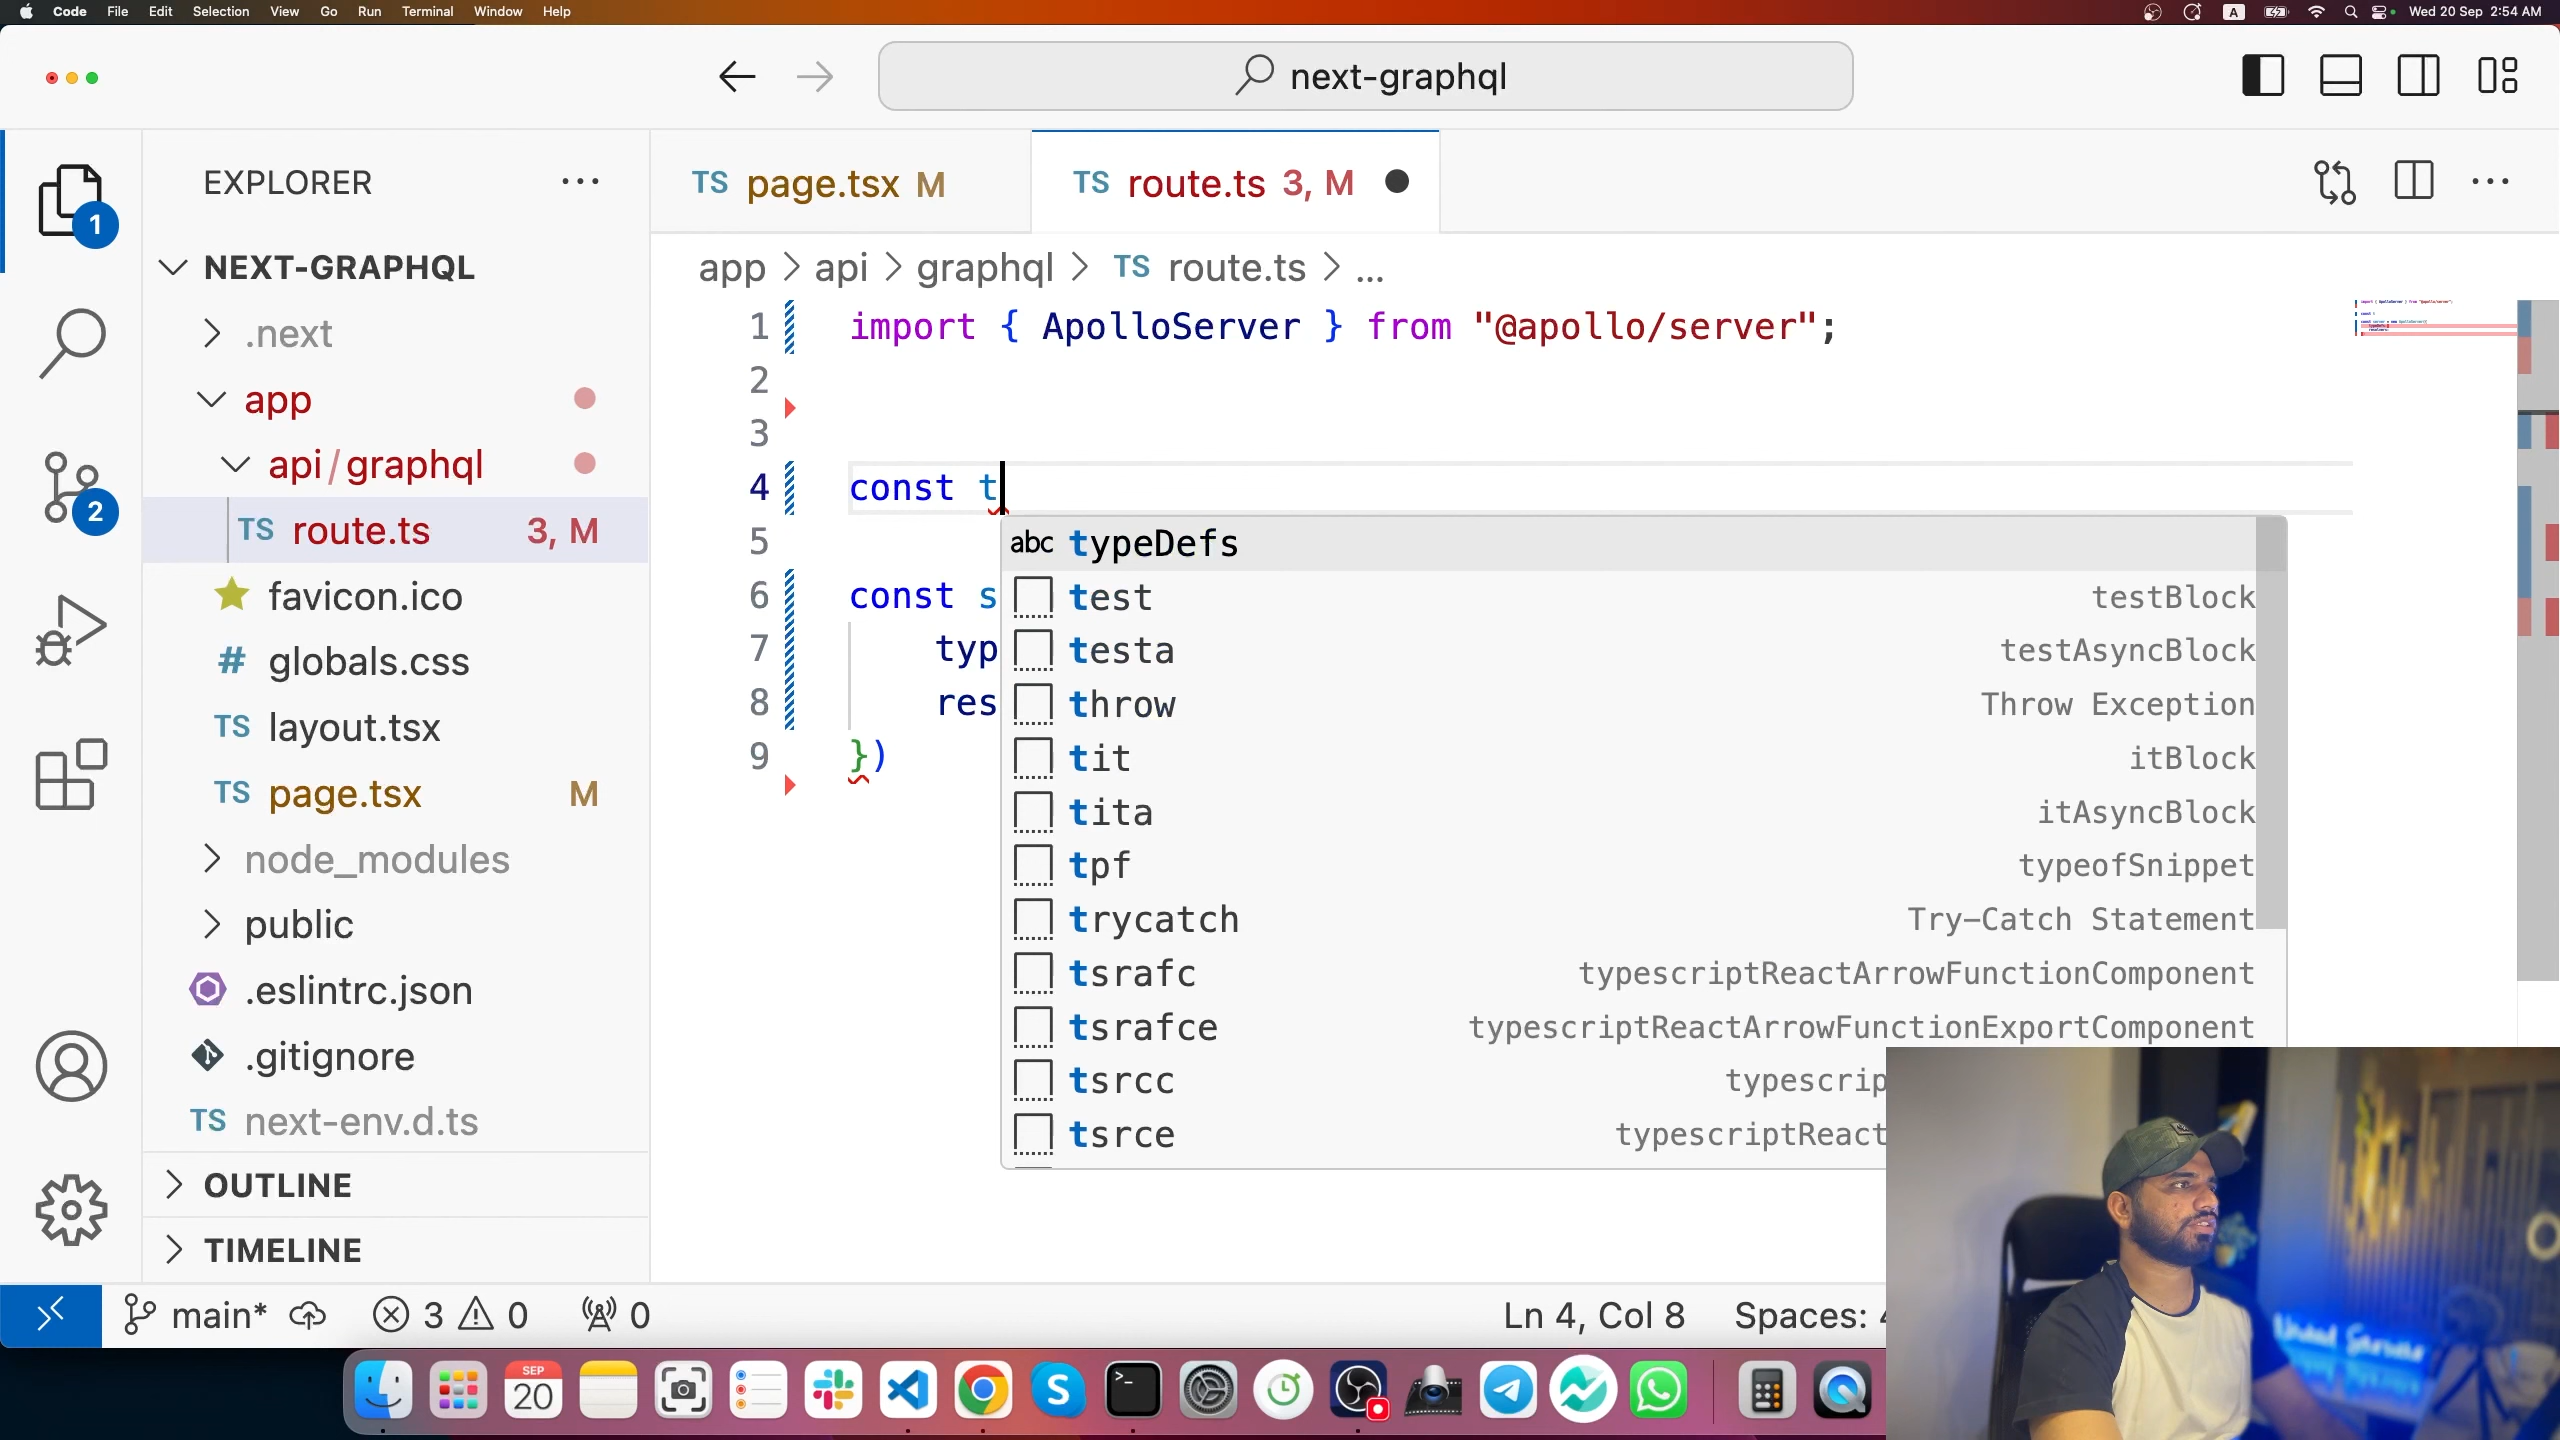 Code File Edit Selection View Go Run Terminal Window Help A Wed 20 Sep 2:54 AM
next-graphql
EXPLORER ...
TS page.tsx M
TS route.ts 3, M
1
NEXT-GRAPHQL
app > api > graphql > TS route.ts > ...
.next
app
api/graphql
TS route.ts 3, M
2
favicon.ico
# globals.css
TS layout.tsx
TS page.tsx M
node_modules
public
.eslintrc.json
.gitignore
TS next-env.d.ts
OUTLINE
TIMELINE
1 import { ApolloServer } from "@apollo/server";
2
3
4 const t
5
6 const s
7 typ
8 res
9 })
abc typeDefs
test testBlock
testa testAsyncBlock
throw Throw Exception
tit itBlock
tita itAsyncBlock
tpf typeofSnippet
trycatch Try-Catch Statement
tsrafc typescriptReactArrowFunctionComponent
tsrafce typescriptReactArrowFunctionExportComponent
tsrcc typescrip
tsrce typescriptReact
main* 3 0 0 Ln 4, Col 8 Spaces:
SEP
20
S